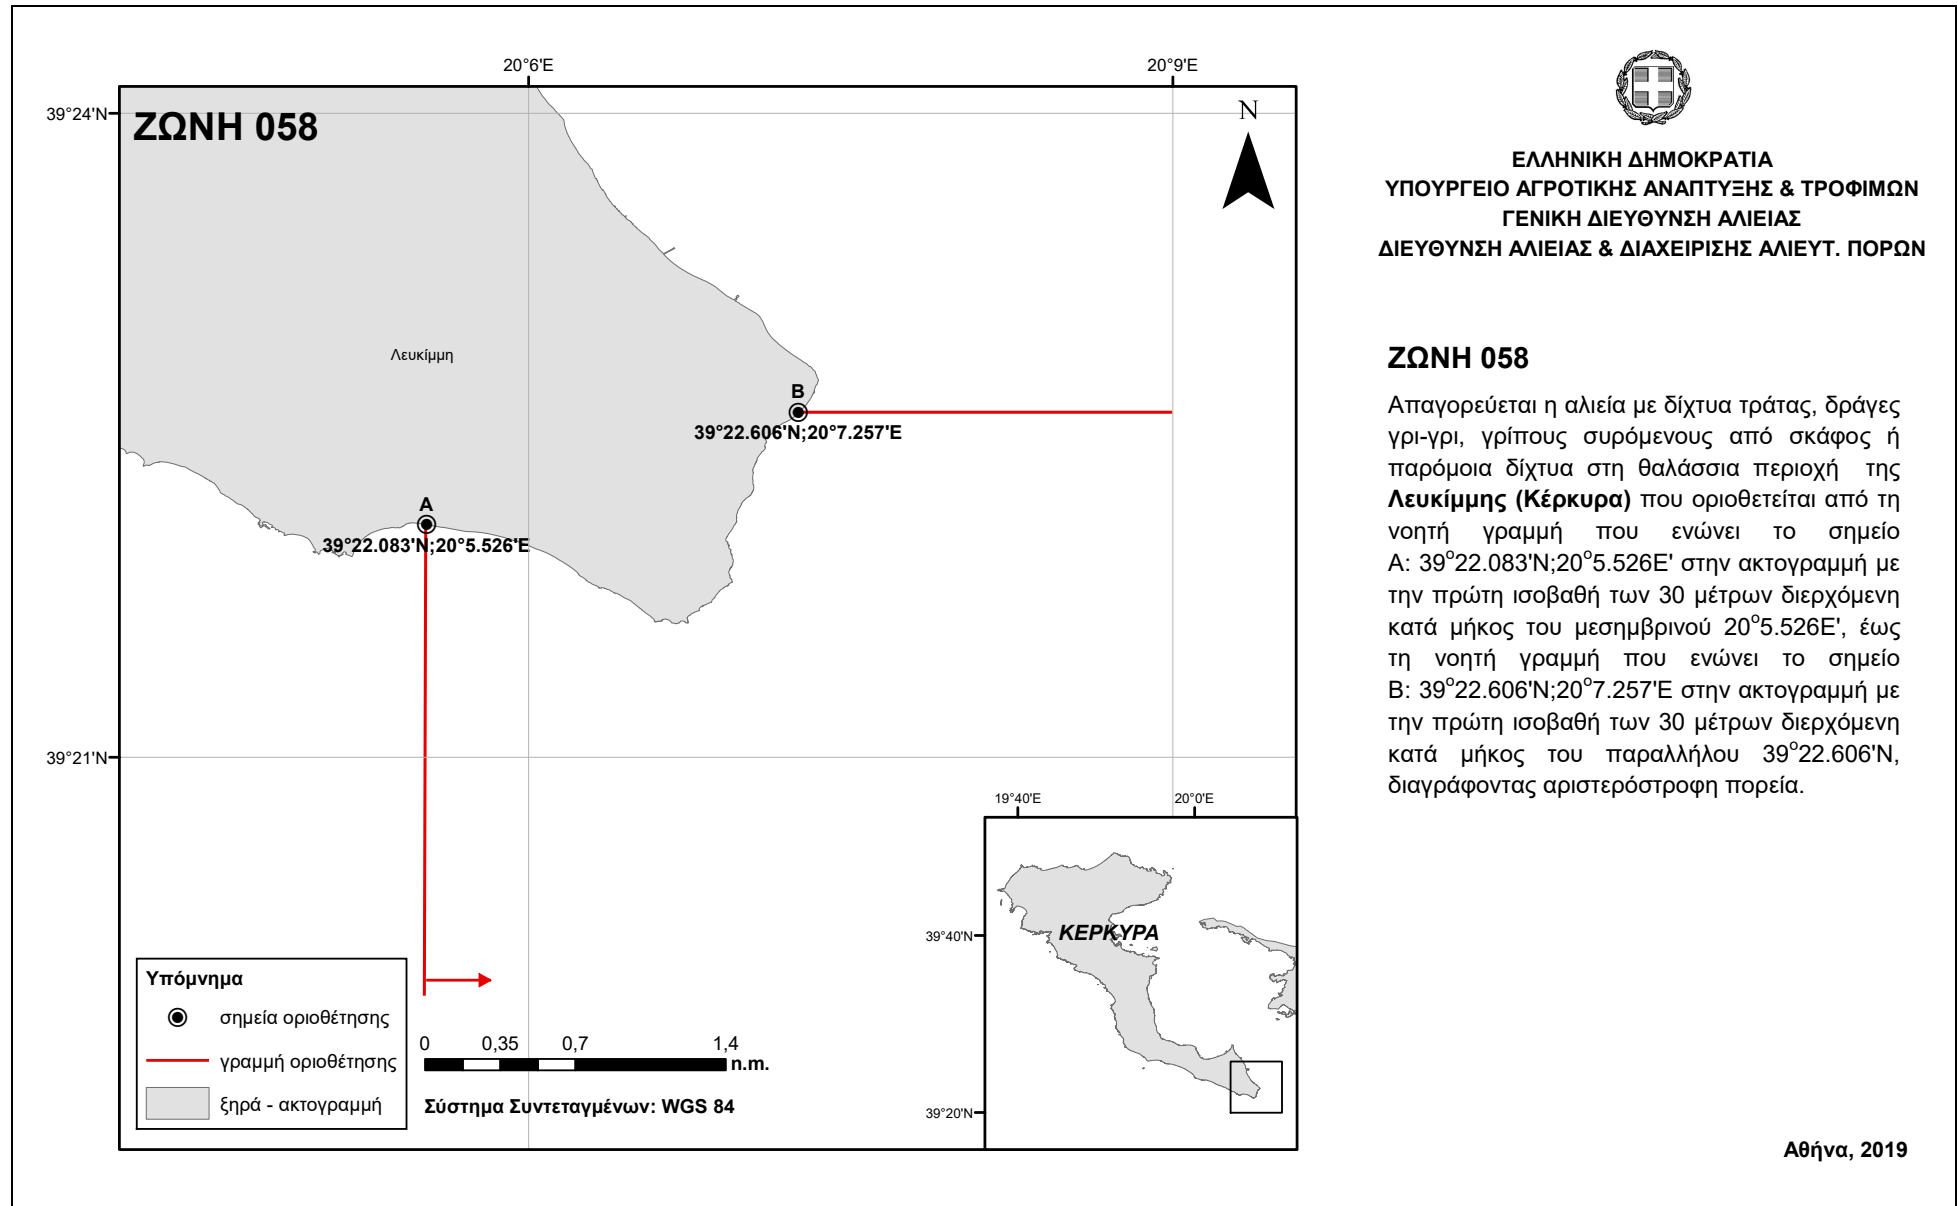 20°6'E
20°9'E
39°24'N
ΖΩΝΗ 058
N
Λευκίμμη
B
39°22.606'N;20°7.257'E
A
39°22.083'N;20°5.526'E
39°21'N
19°40'E
20°0'E
39°40'N
ΚΕΡΚΥΡΑ
39°20'N
Υπόμνημα
σημεία οριοθέτησης
γραμμή οριοθέτησης
ξηρά - ακτογραμμή
0 0,35 0,7 1,4
n.m.
Σύστημα Συντεταγμένων: WGS 84
ΕΛΛΗΝΙΚΗ ΔΗΜΟΚΡΑΤΙΑ
ΥΠΟΥΡΓΕΙΟ ΑΓΡΟΤΙΚΗΣ ΑΝΑΠΤΥΞΗΣ & ΤΡΟΦΙΜΩΝ
ΓΕΝΙΚΗ ΔΙΕΥΘΥΝΣΗ ΑΛΙΕΙΑΣ
ΔΙΕΥΘΥΝΣΗ ΑΛΙΕΙΑΣ & ΔΙΑΧΕΙΡΙΣΗΣ ΑΛΙΕΥΤ. ΠΟΡΩΝ
ΖΩΝΗ 058
Απαγορεύεται η αλιεία με δίχτυα τράτας, δράγες
γρι-γρι, γρίπους συρόμενους από σκάφος ή
παρόμοια δίχτυα στη θαλάσσια περιοχή της
Λευκίμμης (Κέρκυρα) που οριοθετείται από τη
νοητή γραμμή που ενώνει το σημείο
Α: 39°22.083'N;20°5.526E' στην ακτογραμμή με
την πρώτη ισοβαθή των 30 μέτρων διερχόμενη
κατά μήκος του μεσημβρινού 20°5.526E', έως
τη νοητή γραμμή που ενώνει το σημείο
Β: 39°22.606'N;20°7.257'E στην ακτογραμμή με
την πρώτη ισοβαθή των 30 μέτρων διερχόμενη
κατά μήκος του παραλλήλου 39°22.606'N,
διαγράφοντας αριστερόστροφη πορεία.
Αθήνα, 2019